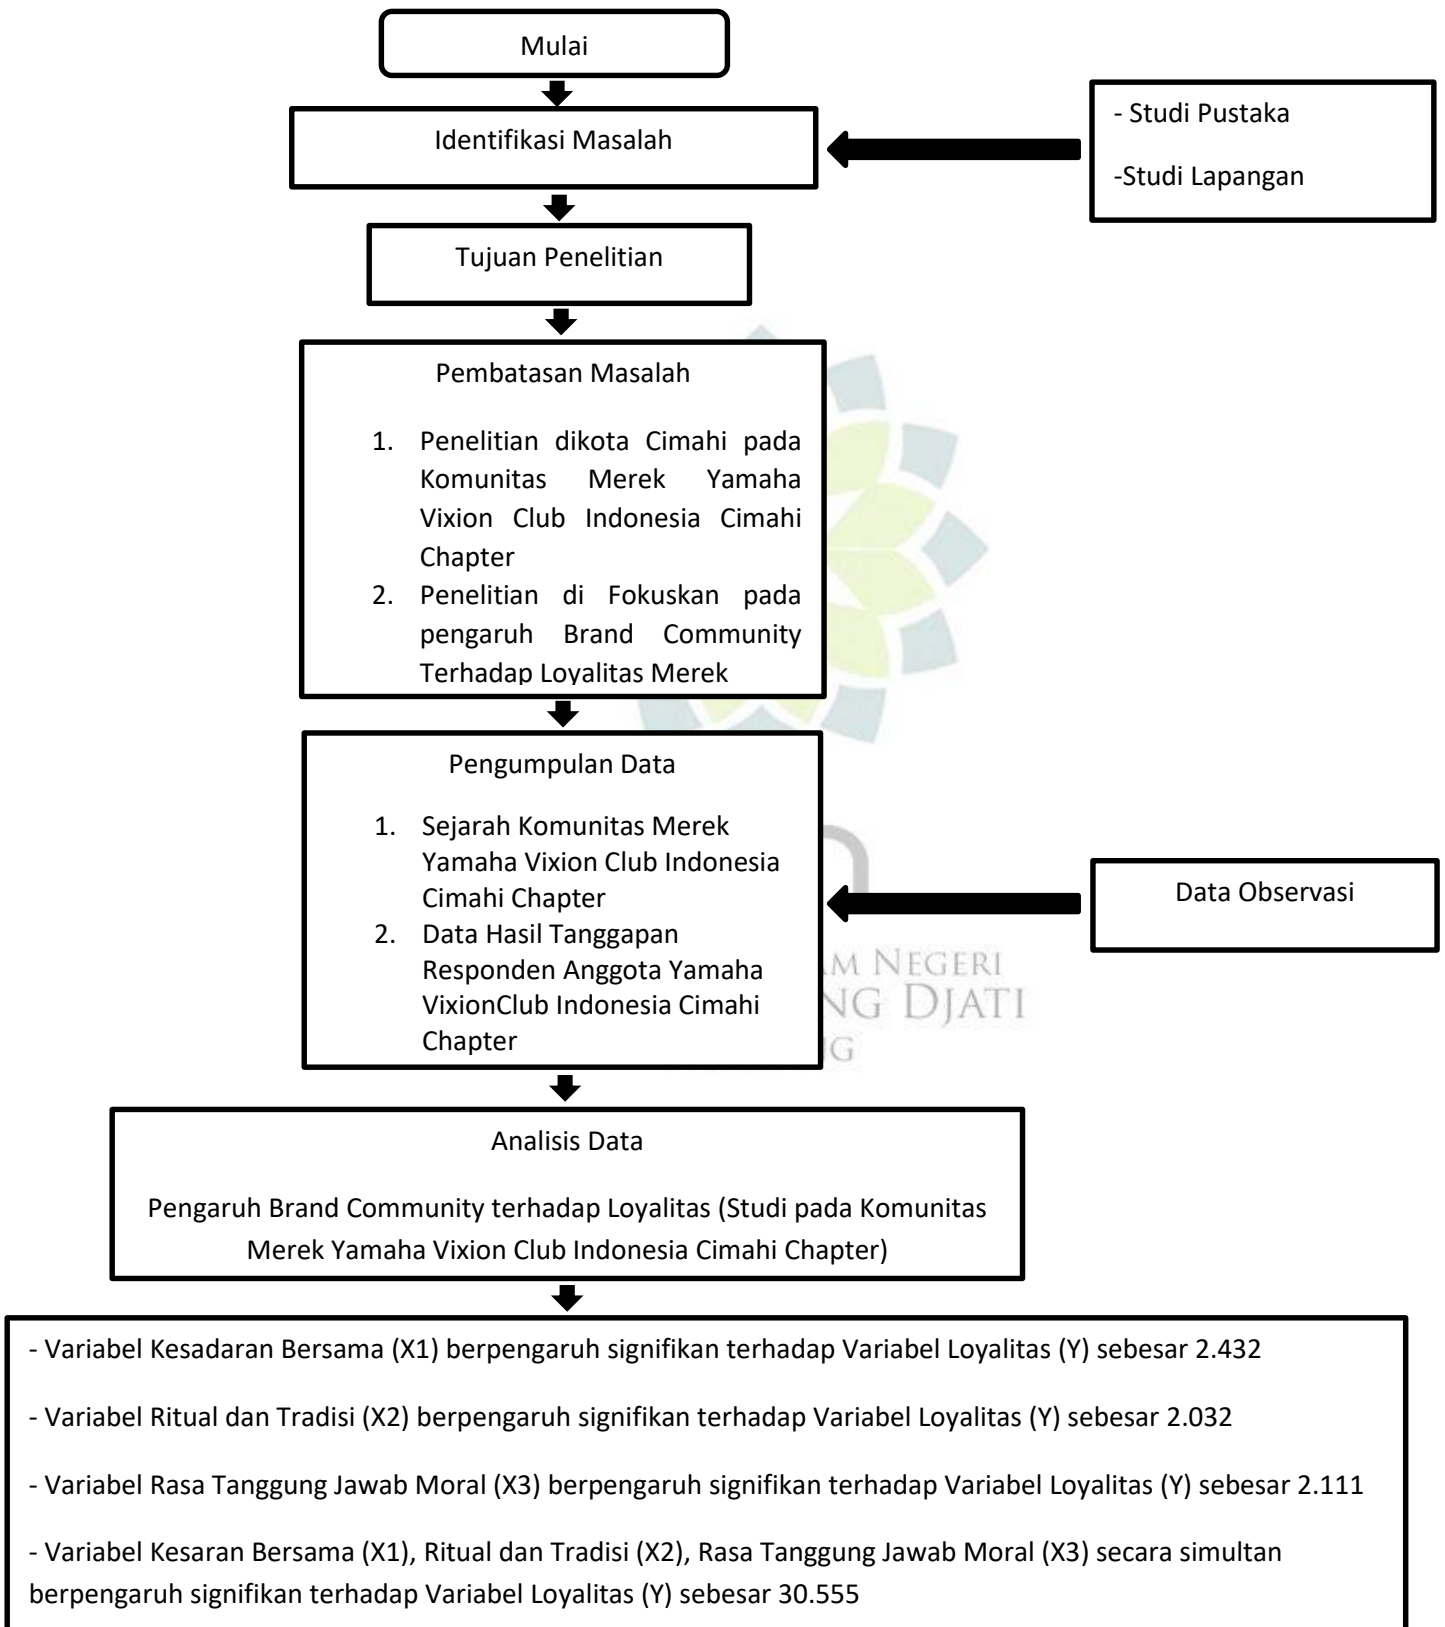 Mulai
Identifikasi Masalah
- Studi Pustaka
-Studi Lapangan
Tujuan Penelitian
Pembatasan Masalah
1. Penelitian dikota Cimahi pada
Komunitas Merek Yamaha
Vixion Club Indonesia Cimahi
Chapter
2. Penelitian di Fokuskan pada
pengaruh Brand Community
Terhadap Loyalitas Merek
Pengumpulan Data
1. Sejarah Komunitas Merek
Yamaha Vixion Club Indonesia
Cimahi Chapter
2. Data Hasil Tanggapan
Responden Anggota Yamaha
VixionClub Indonesia Cimahi
Chapter
Data Observasi
AM NEGERI
NG DJATI
G
Analisis Data
Pengaruh Brand Community terhadap Loyalitas (Studi pada Komunitas
Merek Yamaha Vixion Club Indonesia Cimahi Chapter)
- Variabel Kesadaran Bersama (X1) berpengaruh signifikan terhadap Variabel Loyalitas (Y) sebesar 2.432
- Variabel Ritual dan Tradisi (X2) berpengaruh signifikan terhadap Variabel Loyalitas (Y) sebesar 2.032
- Variabel Rasa Tanggung Jawab Moral (X3) berpengaruh signifikan terhadap Variabel Loyalitas (Y) sebesar 2.111
- Variabel Kesaran Bersama (X1), Ritual dan Tradisi (X2), Rasa Tanggung Jawab Moral (X3) secara simultan
berpengaruh signifikan terhadap Variabel Loyalitas (Y) sebesar 30.555